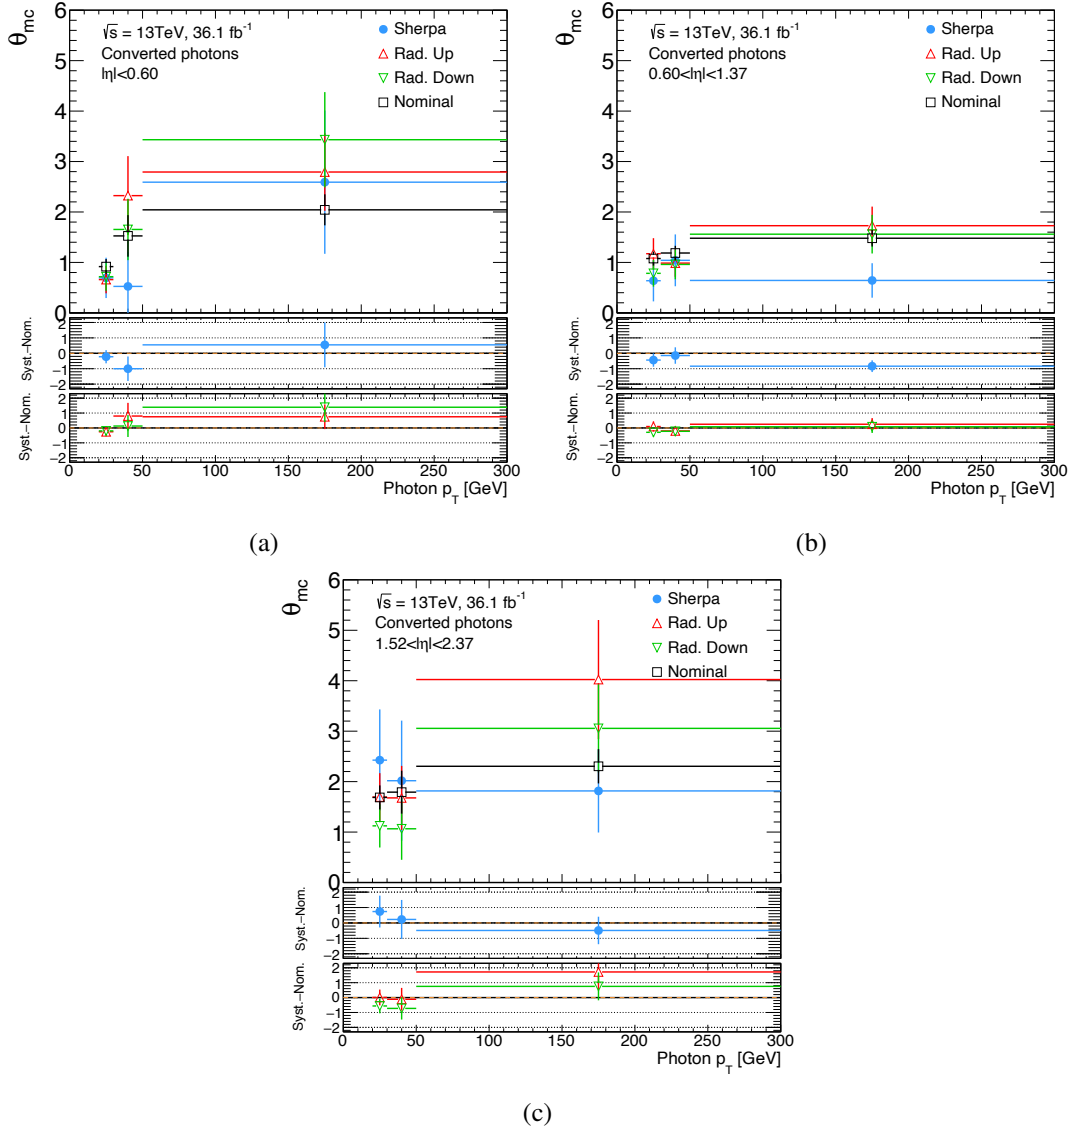 θmc
6
5
4
3
2
1
0
√s = 13TeV, 36.1 fb⁻¹
Converted photons
|η|<0.60
Sherpa
Rad. Up
Rad. Down
Nominal
Syst.–Nom.
2
1
0
−1
−2
Syst.–Nom.
2
1
0
−1
−2
0 50 100 150 200 250 300
Photon p_T [GeV]
(a)
θmc
6
5
4
3
2
1
0
√s = 13TeV, 36.1 fb⁻¹
Converted photons
0.60<|η|<1.37
Sherpa
Rad. Up
Rad. Down
Nominal
Syst.–Nom.
2
1
0
−1
−2
Syst.–Nom.
2
1
0
−1
−2
0 50 100 150 200 250 300
Photon p_T [GeV]
(b)
θmc
6
5
4
3
2
1
0
√s = 13TeV, 36.1 fb⁻¹
Converted photons
1.52<|η|<2.37
Sherpa
Rad. Up
Rad. Down
Nominal
Syst.–Nom.
2
1
0
−1
−2
Syst.–Nom.
2
1
0
−1
−2
0 50 100 150 200 250 300
Photon p_T [GeV]
(c)